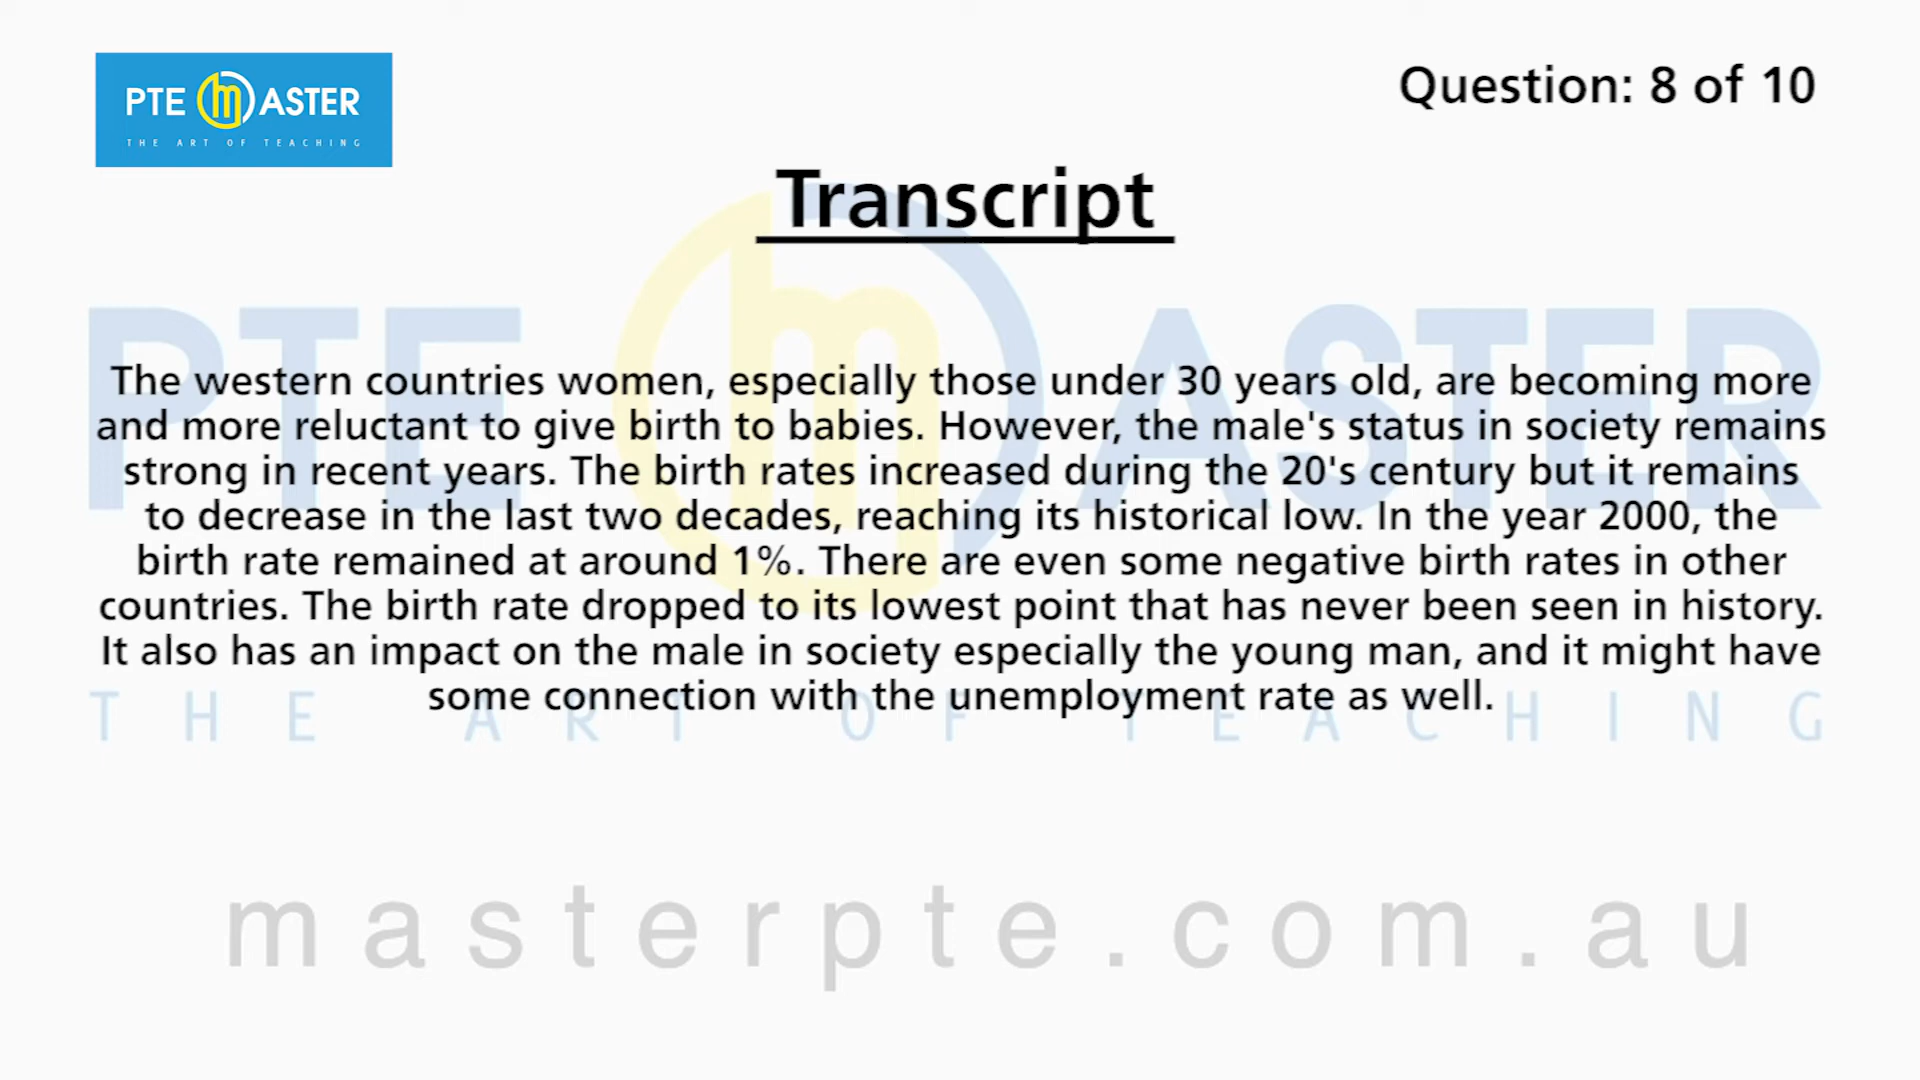 PTE MASTER
THE ART OF TEACHING
Question: 8 of 10
Transcript
The western countries women, especially those under 30 years old, are becoming more
and more reluctant to give birth to babies. However, the male's status in society remains
strong in recent years. The birth rates increased during the 20's century but it remains
to decrease in the last two decades, reaching its historical low. In the year 2000, the
birth rate remained at around 1%. There are even some negative birth rates in other
countries. The birth rate dropped to its lowest point that has never been seen in history.
It also has an impact on the male in society especially the young man, and it might have
some connection with the unemployment rate as well.
PTE MASTER
THE ART OF TEACHING
masterpte.com.au